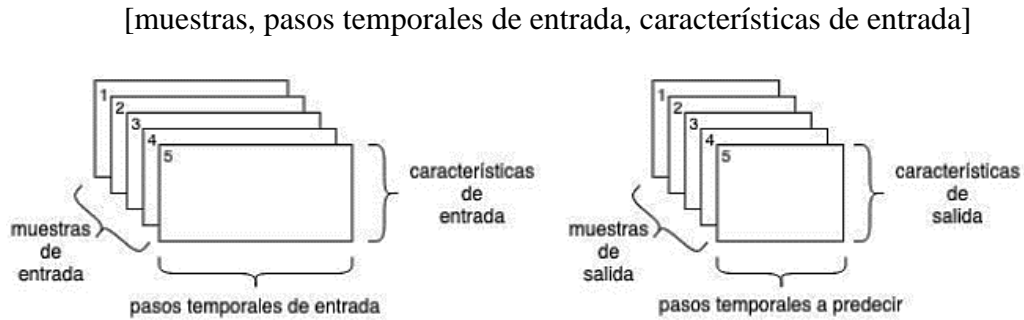 [muestras, pasos temporales de entrada, características de entrada]
1
2
3
4
5
características
de
entrada
muestras
de
entrada
pasos temporales de entrada
1
2
3
4
5
características
de
salida
muestras
de
salida
pasos temporales a predecir